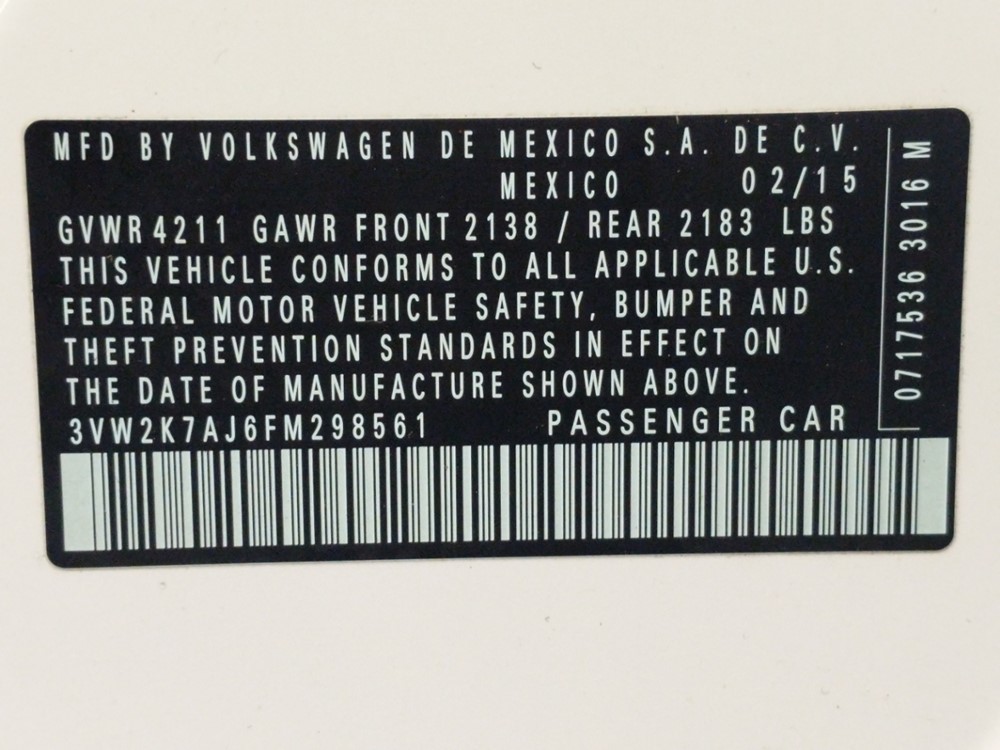 MFD BY VOLKSWAGEN DE MEXICO S.A. DE C.V.
MEXICO 02/15
GVWR 4211 GAWR FRONT 2138 / REAR 2183 LBS
THIS VEHICLE CONFORMS TO ALL APPLICABLE U.S.
FEDERAL MOTOR VEHICLE SAFETY, BUMPER AND
THEFT PREVENTION STANDARDS IN EFFECT ON
THE DATE OF MANUFACTURE SHOWN ABOVE.
3VW2K7AJ6FM298561 PASSENGER CAR
0717536 3016 M